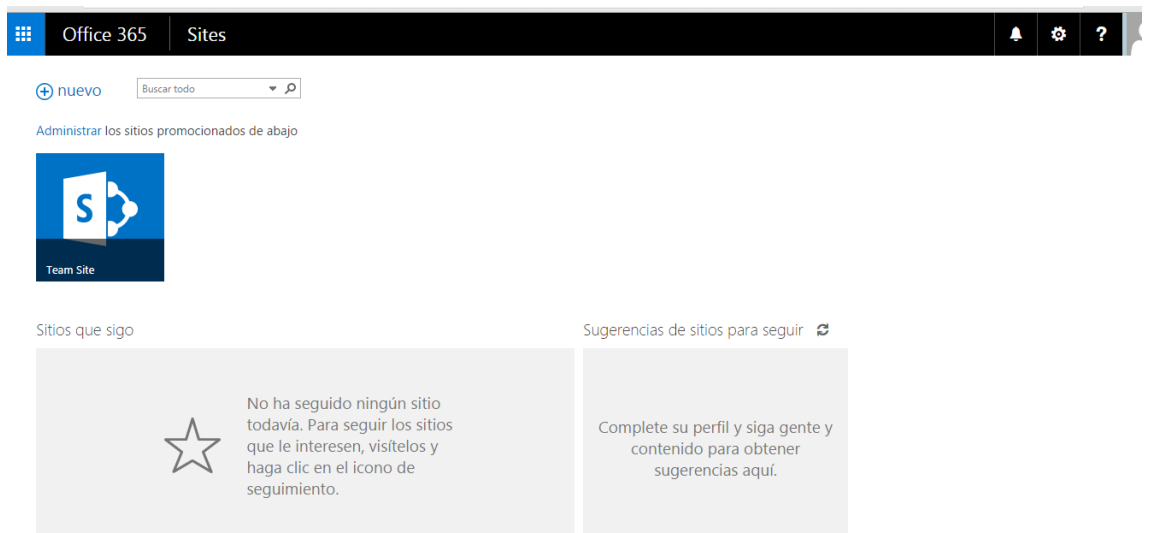 Office 365 Sites ?
nuevo Buscar todo
Administrar los sitios promocionados de abajo
S
Team Site
Sitios que sigo
No ha seguido ningún sitio
todavía. Para seguir los sitios
que le interesen, visítelos y
haga clic en el icono de
seguimiento.
Sugerencias de sitios para seguir
Complete su perfil y siga gente y
contenido para obtener
sugerencias aquí.